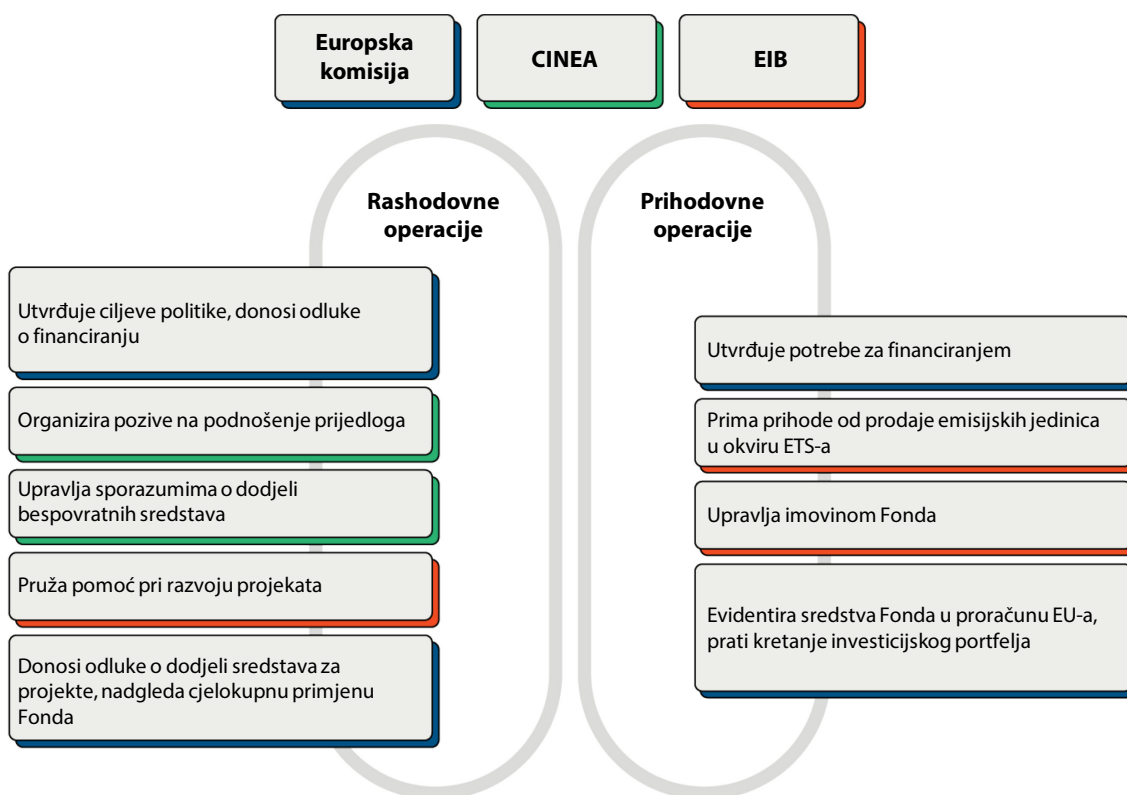 Europska
komisija
CINEA
EIB
Rashodovne
operacije
Prihodovne
operacije
Utvrđuje ciljeve politike, donosi odluke
o financiranju
Organizira pozive na podnošenje prijedloga
Upravlja sporazumima o dodjeli
bespovratnih sredstava
Pruža pomoć pri razvoju projekata
Donosi odluke o dodjeli sredstava za
projekte, nadgleda cjelokupnu primjenu
Fonda
Utvrđuje potrebe za financiranjem
Prima prihode od prodaje emisijskih jedinica
u okviru ETS-a
Upravlja imovinom Fonda
Evidentira sredstva Fonda u proračunu EU-a,
prati kretanje investicijskog portfelja